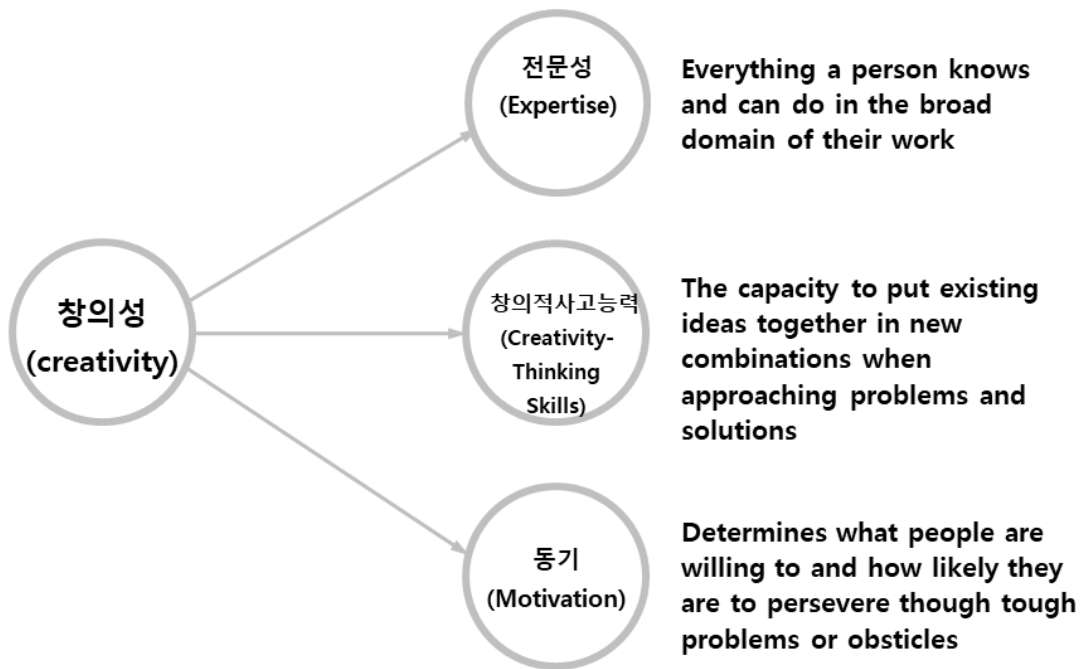 창의성
(creativity)
전문성
(Expertise)
Everything a person knows
and can do in the broad
domain of their work
창의적사고능력
(Creativity-
Thinking
Skills)
The capacity to put existing
ideas together in new
combinations when
approaching problems and
solutions
동기
(Motivation)
Determines what people are
willing to and how likely they
are to persevere though tough
problems or obsticles